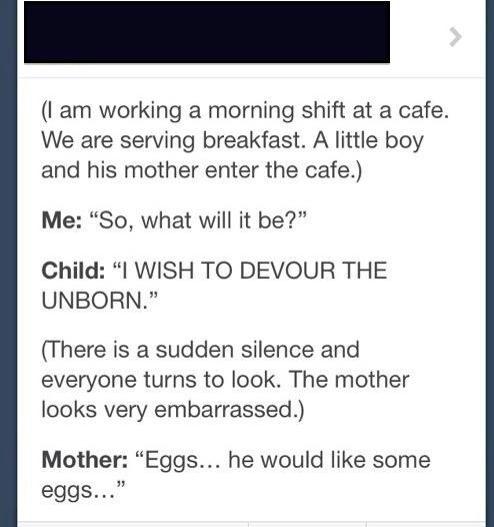 (I am working a morning shift at a cafe.
We are serving breakfast. A little boy
and his mother enter the cafe.)
Me: “So, what will it be?”
Child: “I WISH TO DEVOUR THE
UNBORN.”
(There is a sudden silence and
everyone turns to look. The mother
looks very embarrassed.)
Mother: “Eggs... he would like some
eggs...”